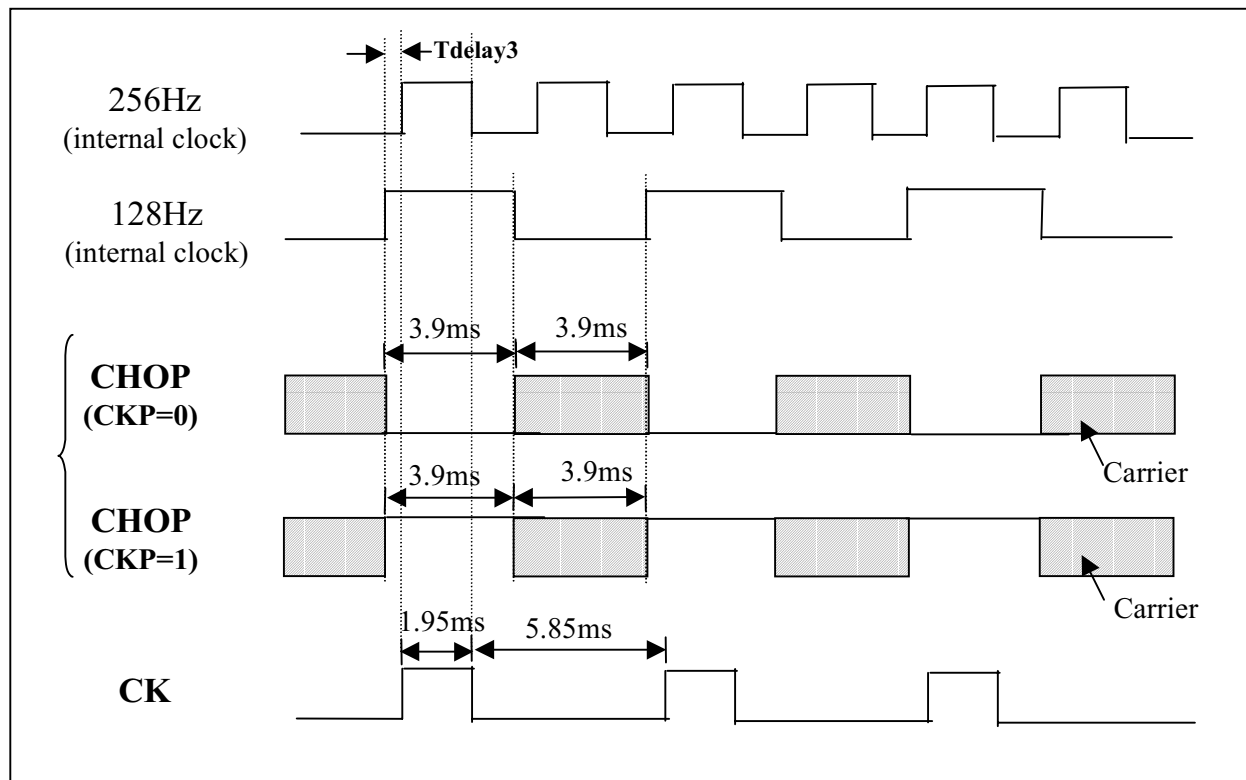 Tdelay3
256Hz
(internal clock)
128Hz
(internal clock)
3.9ms
3.9ms
CHOP
(CKP=0)
Carrier
3.9ms
3.9ms
CHOP
(CKP=1)
Carrier
1.95ms
5.85ms
CK